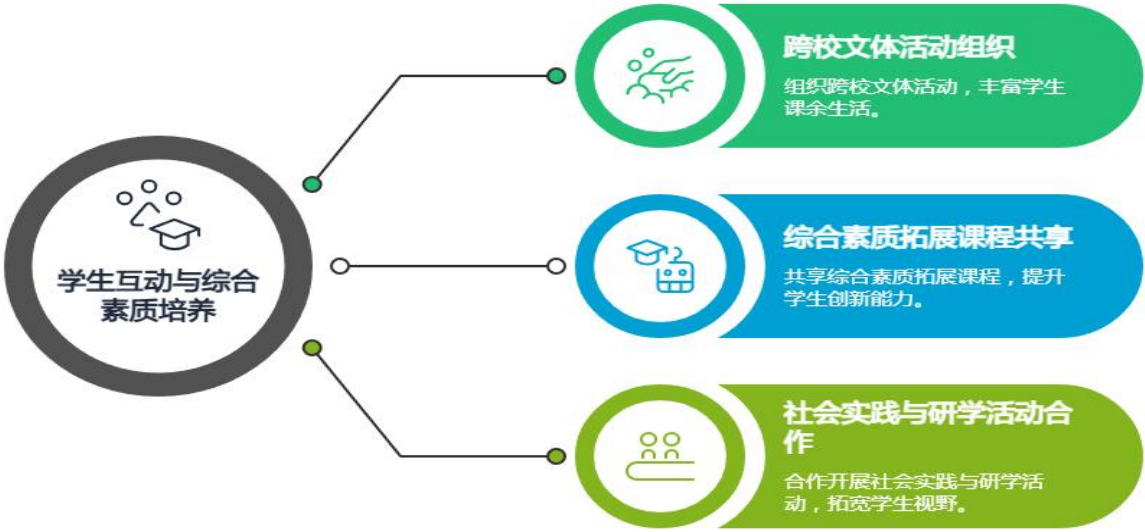 学生互动与综合
素质培养
跨校文体活动组织
组织跨校文体活动，丰富学生
课余生活。
综合素质拓展课程共享
共享综合素质拓展课程，提升
学生创新能力。
社会实践与研学活动合
作
合作开展社会实践与研学活
动，拓宽学生视野。